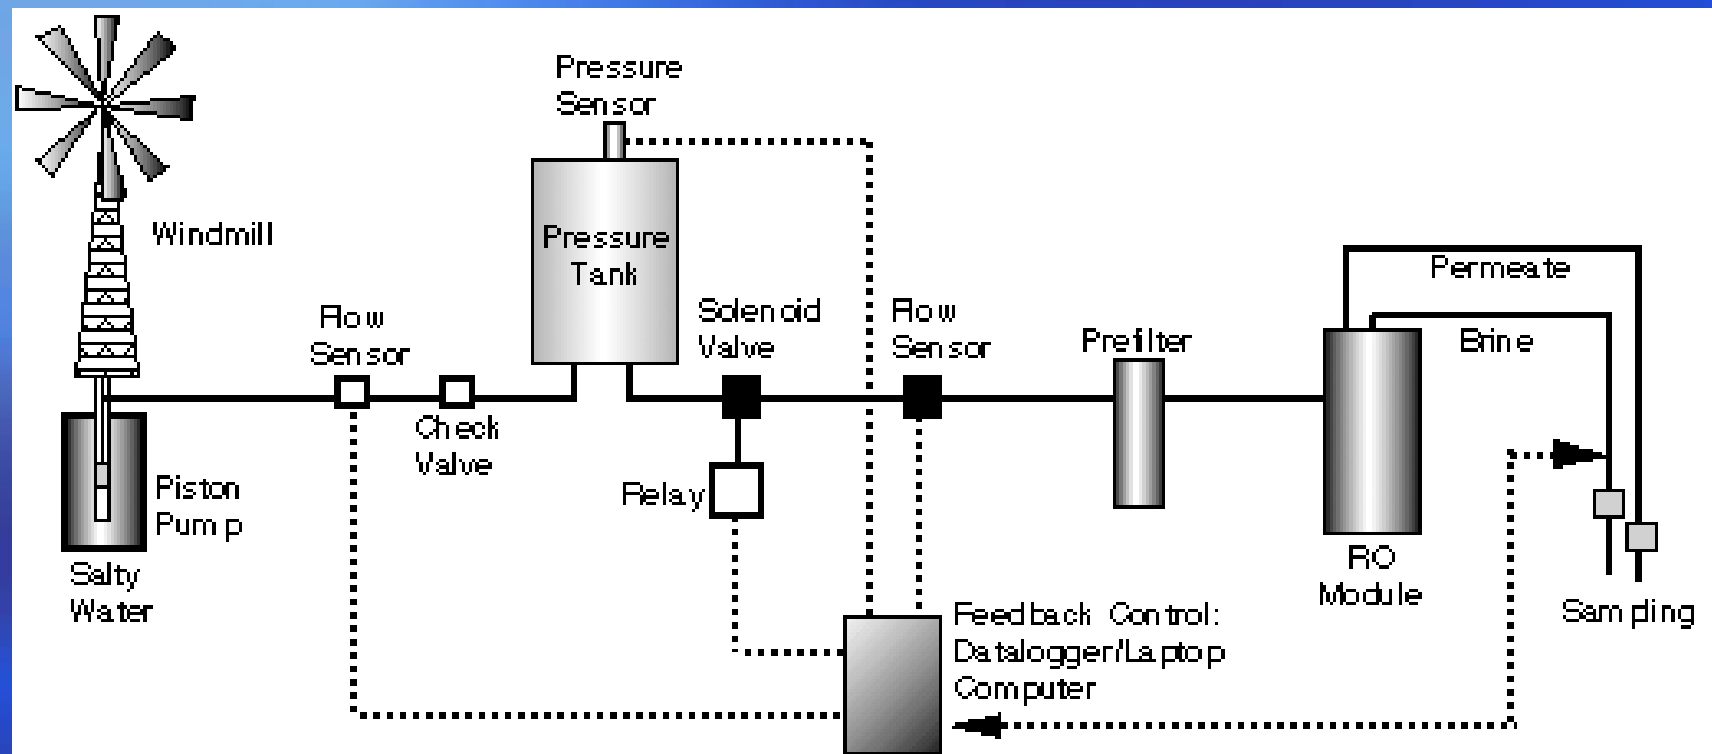 Pressure
Sensor
Windmill
Pressure
Tank
Permeate
Flow
Sensor
Solenoid
Valve
Flow
Sensor
Prefilter
Brine
Check
Valve
Relay
Piston
Pump
Salty
Water
RO
Module
Sampling
Feedback Control:
Datalogger/Laptop
Computer